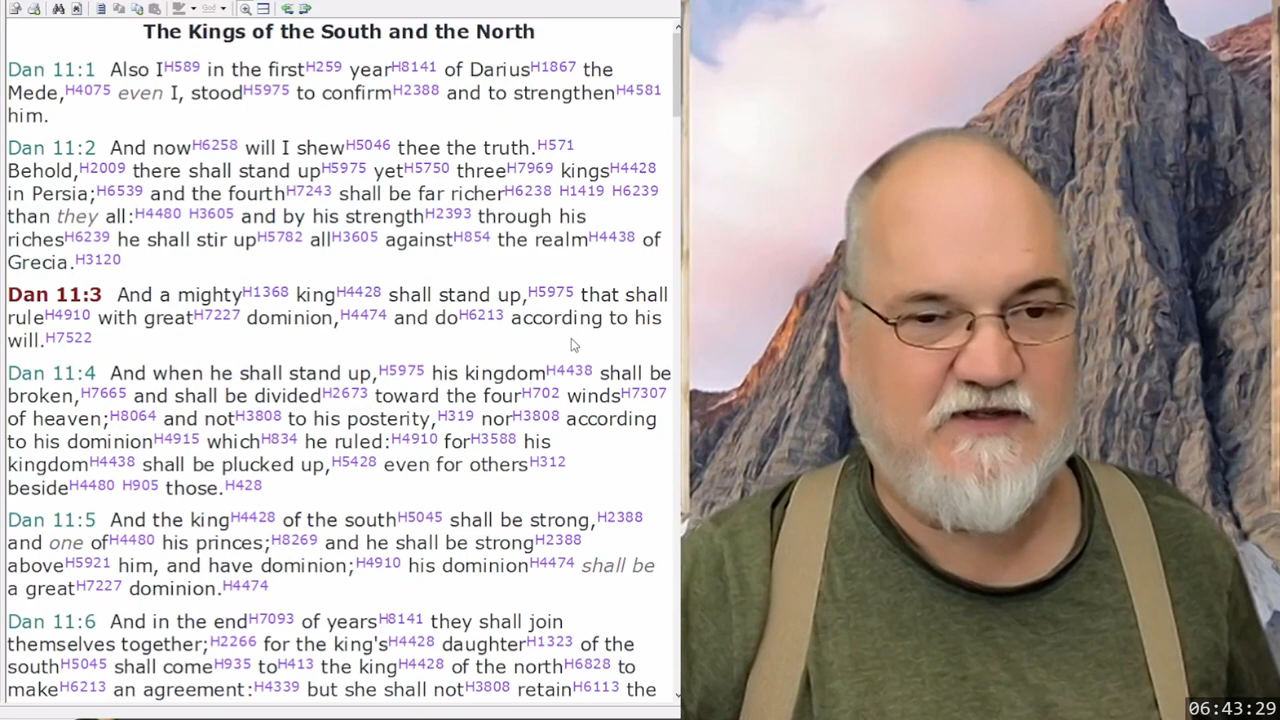 The Kings of the South and the North
Dan 11:1 Also IH589 in the firstH259 yearH8141 of DariusH1867 the
Mede,H4075 even I, stoodH5975 to confirmH2388 and to strengthenH4581
him.
Dan 11:2 And nowH6258 will I shewH5046 thee the truth.H571
Behold,H2009 there shall stand upH5975 yetH5750 threeH7969 kingsH4428
in Persia;H6539 and the fourthH7243 shall be far richerH6238 H1419 H6239
than they all:H4480 H3605 and by his strengthH2393 through his
richesH6239 he shall stir upH5782 allH3605 againstH854 the realmH4438 of
Grecia.H3120
Dan 11:3 And a mightyH1368 kingH4428 shall stand up,H5975 that shall
ruleH4910 with greatH7227 dominion,H4474 and doH6213 according to his
will.H7522
Dan 11:4 And when he shall stand up,H5975 his kingdomH4438 shall be
broken,H7665 and shall be dividedH2673 toward the fourH702 windsH7307
of heaven;H8064 and notH3808 to his posterity,H319 norH3808 according
to his dominionH4915 whichH834 he ruled:H4910 forH3588 his
kingdomH4438 shall be plucked up,H5428 even for othersH312
besideH4480 H905 those.H428
Dan 11:5 And the kingH4428 of the southH5045 shall be strong,H2388
and one ofH4480 his princes;H8269 and he shall be strongH2388
aboveH5921 him, and have dominion;H4910 his dominionH4474 shall be
a greatH7227 dominion.H4474
Dan 11:6 And in the endH7093 of yearsH8141 they shall join
themselves together;H2266 for the king'sH4428 daughterH1323 of the
southH5045 shall comeH935 toH413 the kingH4428 of the northH6828 to
makeH6213 an agreement:H4339 but she shall notH3808 retainH6113 the
06:43:29